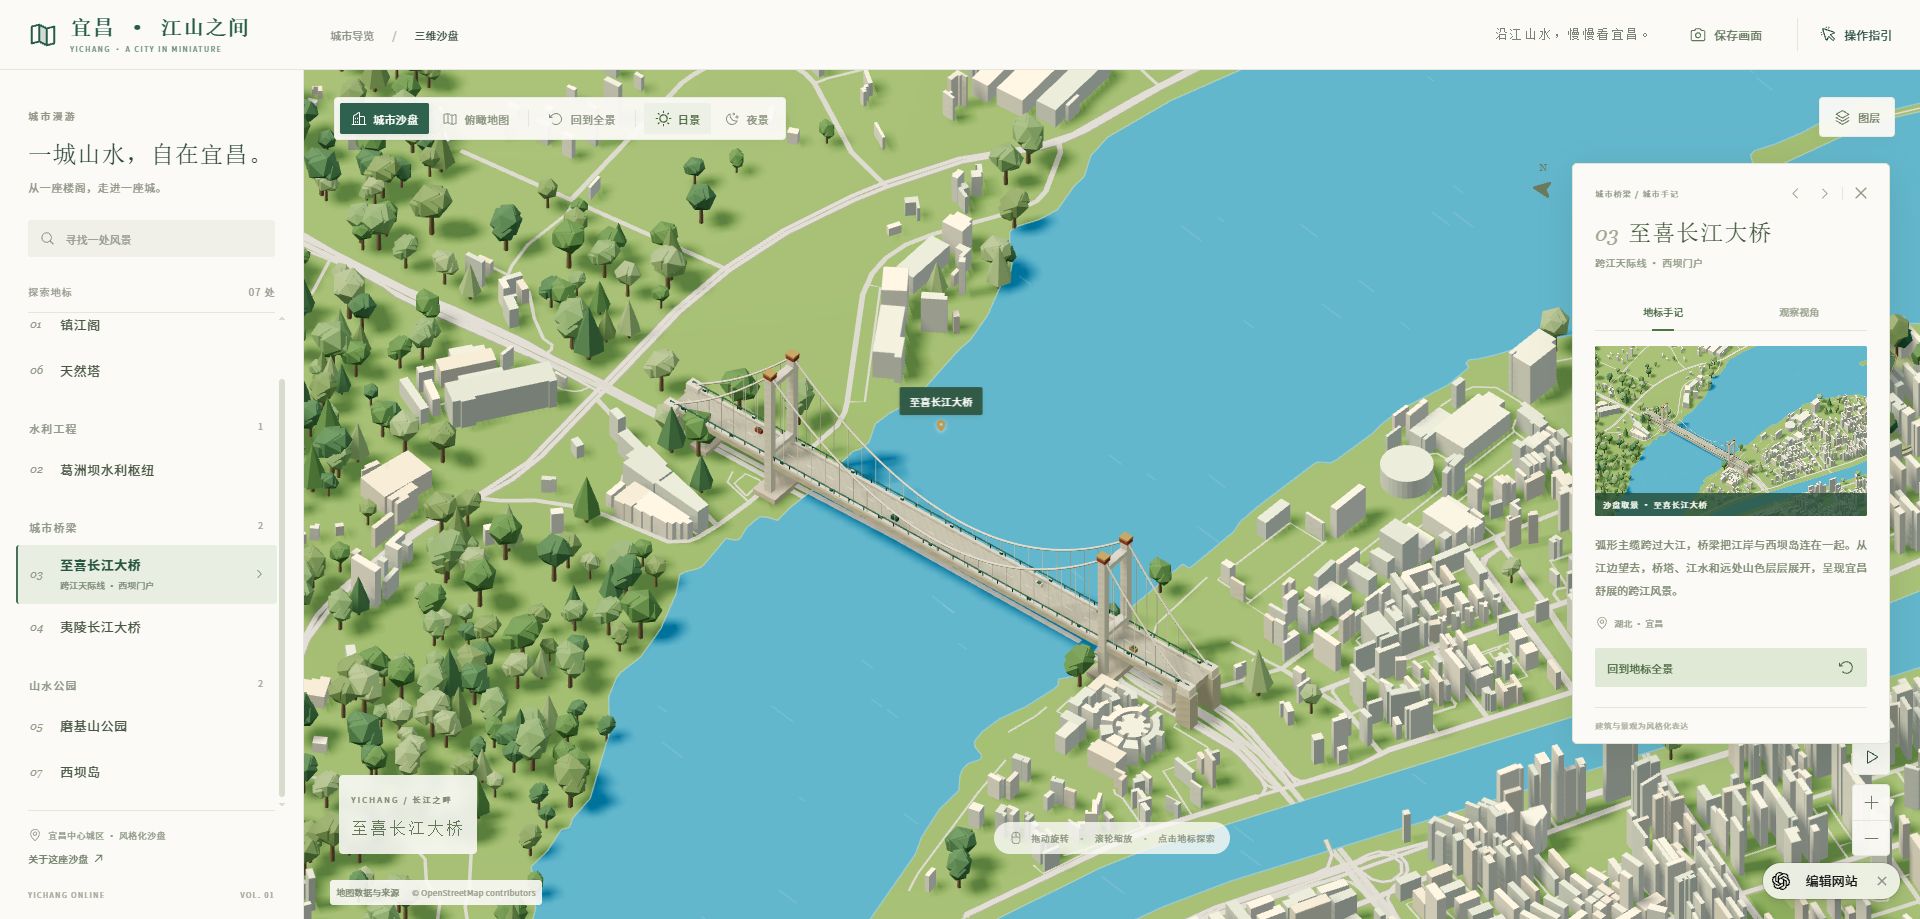 宜昌 • 江山之间
YICHANG • A CITY IN MINIATURE
城市导览 / 三维沙盘
沿江山水，慢慢看宜昌。
保存画面
操作指引
城市漫游
一城山水，自在宜昌。
从一座楼阁，走进一座城。
寻找一处风景
探索地标 07 处
01 镇江阁
06 天然塔
水利工程 1
02 葛洲坝水利枢纽
城市桥梁 2
03 至喜长江大桥
跨江天际线 • 西坝门户
04 夷陵长江大桥
山水公园 2
05 磨基山公园
07 西坝岛
宜昌中心城区 • 风格化沙盘
关于这座沙盘
YICHANG ONLINE VOL. 01
城市沙盘
俯瞰地图
回到全景
日景
夜景
图层
N
至喜长江大桥
YICHANG / 长江之畔
至喜长江大桥
地图数据与来源 © OpenStreetMap contributors
拖动旋转 • 滚轮缩放 • 点击地标探索
城市桥梁 / 城市手记
03 至喜长江大桥
跨江天际线 • 西坝门户
地标手记
观察视角
沙盘取景 • 至喜长江大桥
弧形主缆跨过大江，桥梁把江岸与西坝岛连在一起。从
江边望去，桥塔、江水和远处山色层层展开，呈现宜昌
舒展的跨江风景。
湖北 • 宜昌
回到地标全景
建筑与景观为风格化表达
编辑网站